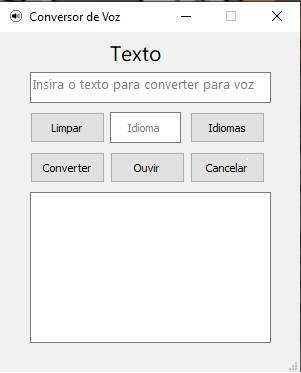 Conversor de Voz
Texto
Insira o texto para converter para voz
Limpar Idioma Idiomas
Converter Ouvir Cancelar